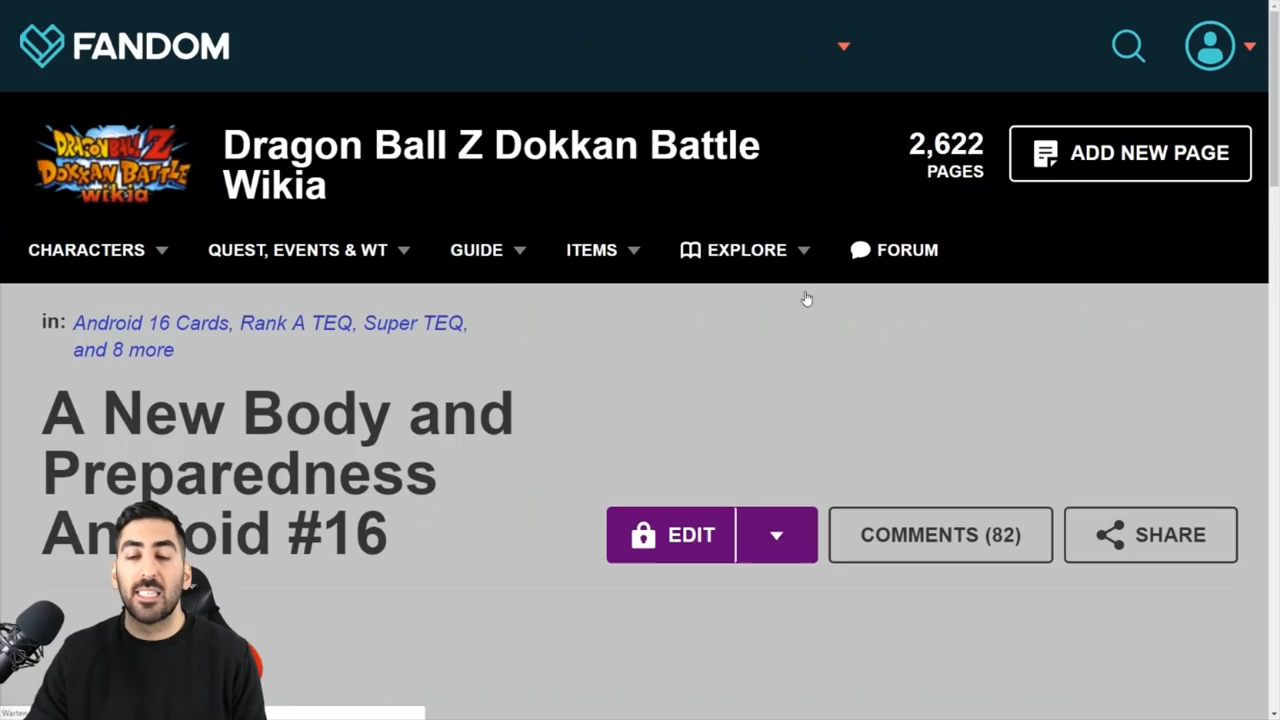 FANDOM
DRAGON BALL Z
DOKKAN BATTLE
wikia
Dragon Ball Z Dokkan Battle
Wikia
2,622
PAGES
ADD NEW PAGE
CHARACTERS
QUEST, EVENTS & WT
GUIDE
ITEMS
EXPLORE
FORUM
in: Android 16 Cards, Rank A TEQ, Super TEQ,
and 8 more
A New Body and
Preparedness
Android #16
EDIT
COMMENTS (82)
SHARE
Warten